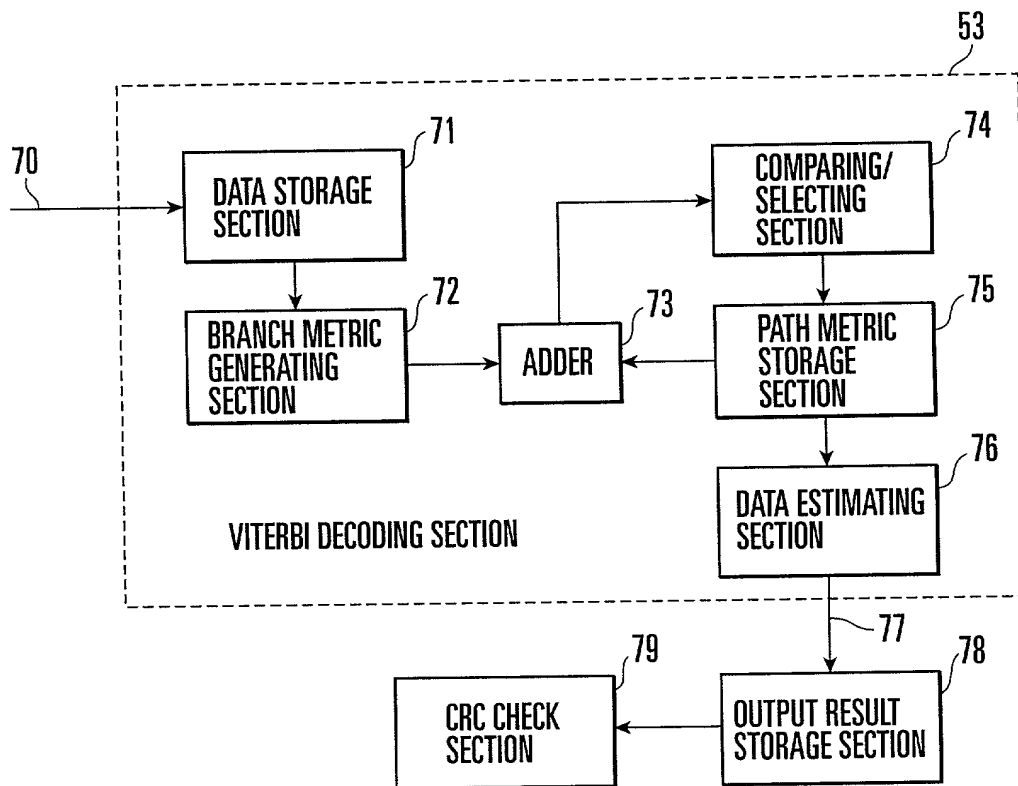 53
70
71
DATA STORAGE
SECTION
74
COMPARING/
SELECTING
SECTION
72
BRANCH METRIC
GENERATING
SECTION
73
ADDER
75
PATH METRIC
STORAGE
SECTION
76
DATA ESTIMATING
SECTION
VITERBI DECODING SECTION
77
79
CRC CHECK
SECTION
78
OUTPUT RESULT
STORAGE SECTION